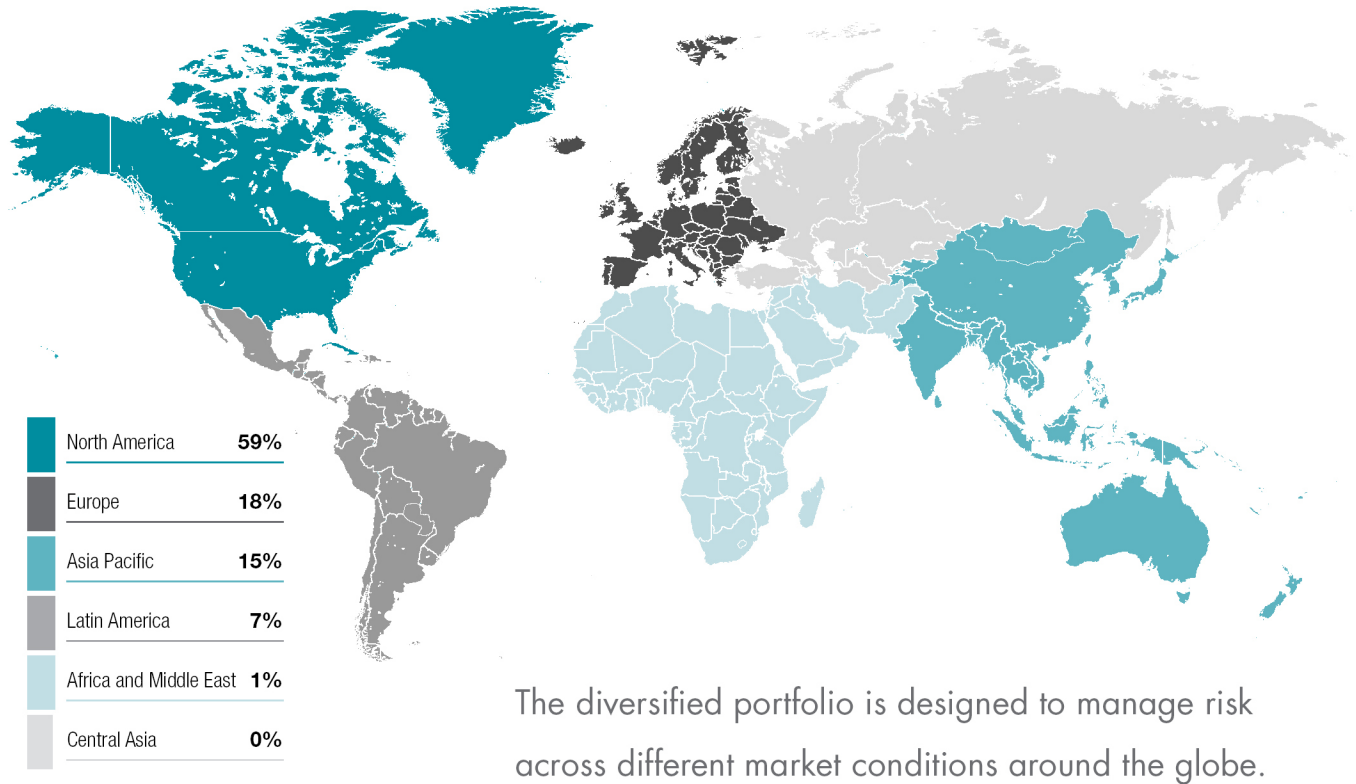 North America 59%
Europe 18%
Asia Pacific 15%
Latin America 7%
Africa and Middle East 1%
Central Asia 0%
The diversified portfolio is designed to manage risk
across different market conditions around the globe.